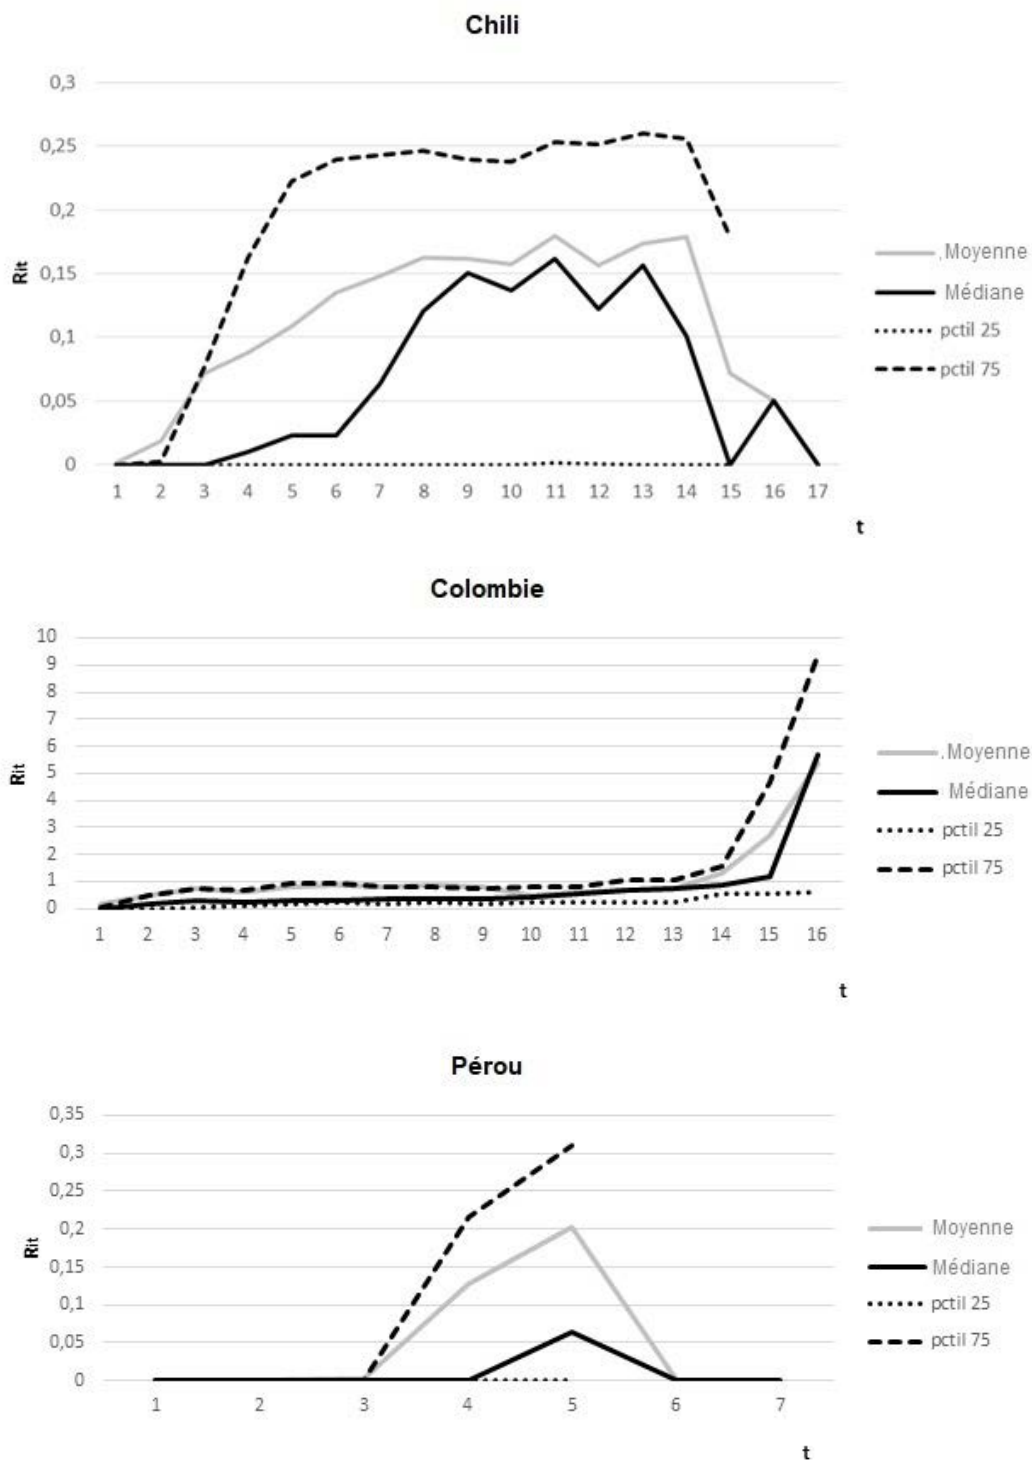 Chili
0,3
0,25
0,2
0,15
0,1
0,05
0
Rit
1 2 3 4 5 6 7 8 9 10 11 12 13 14 15 16 17
t
. Moyenne
Médiane
pctil 25
pctil 75
Colombie
10
9
8
7
6
5
4
3
2
1
0
Rit
1 2 3 4 5 6 7 8 9 10 11 12 13 14 15 16
t
. Moyenne
Médiane
pctil 25
pctil 75
Pérou
0,35
0,3
0,25
0,2
0,15
0,1
0,05
0
Rit
1 2 3 4 5 6 7
t
Moyenne
Médiane
pctil 25
pctil 75